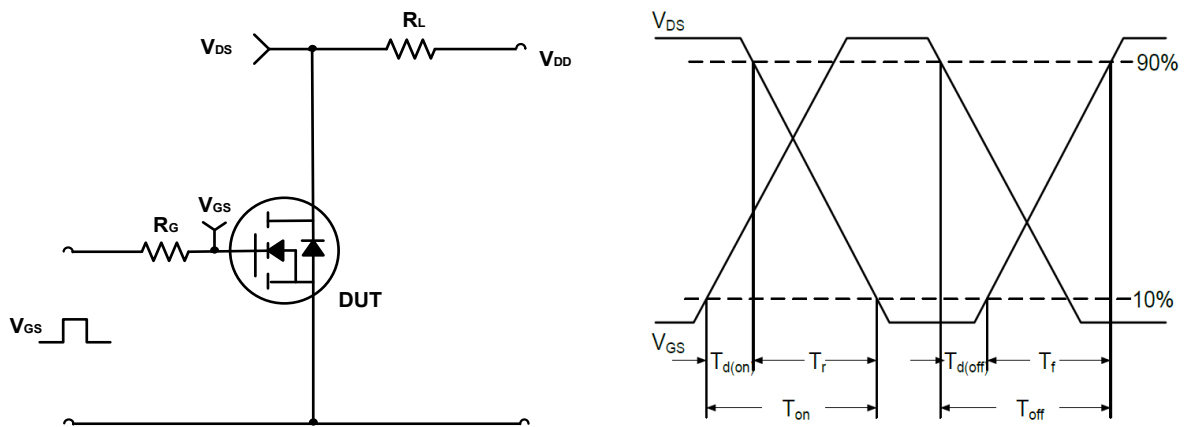 RL
VDS
VDD
VGS
RG
DUT
VGS
VDS
90%
10%
VGS
Td(on)
Tr
Td(off)
Tf
Ton
Toff